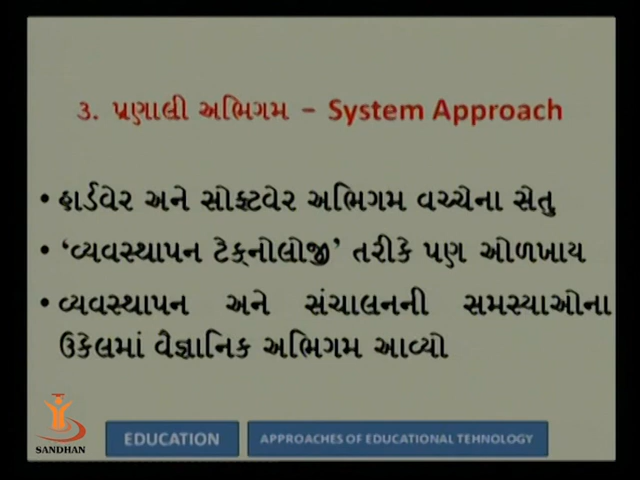 ૩. પ્રણાલી અભિગમ – System Approach
• હાર્ડવેર અને સોફ્ટવેર અભિગમ વચ્ચેના સેતુ
• ‘વ્યવસ્થાપન ટેક્નોલોજી’ તરીકે પણ ઓળખાય
• વ્યવસ્થાપન અને સંચાલનની સમસ્યાઓના
ઉકેલમાં વૈજ્ઞાનિક અભિગમ આવ્યો
SANDHAN
EDUCATION
APPROACHES OF EDUCATIONAL TEHNOLOGY